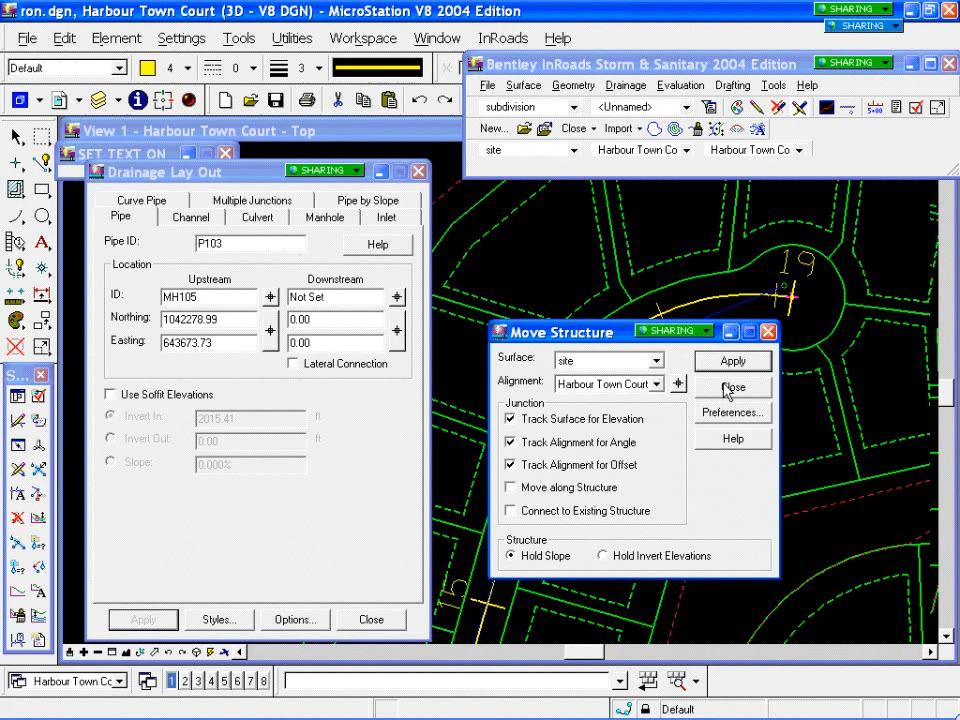 ron.dgn, Harbour Town Court (3D - V8 DGN) - MicroStation V8 2004 Edition
SHARING
SHARING
File Edit Element Settings Tools Utilities Workspace Window InRoads Help
Default 4 0 3
Bentley InRoads Storm & Sanitary 2004 Edition
SHARING
File Surface Geometry Drainage Evaluation Drafting Tools Help
subdivision <Unnamed>
New... Close Import
site Harbour Town Co Harbour Town Co
View 1 - Harbour Town Court - Top
SET TEXT ON
Drainage Lay Out
SHARING
Curve Pipe Multiple Junctions Pipe by Slope
Pipe Channel Culvert Manhole Inlet
Pipe ID: P103 Help
Location
Upstream Downstream
ID: MH105 Not Set
Northing: 1042278.99 0.00
Easting: 643673.73 0.00
Lateral Connection
Use Soffit Elevations
Invert In: 2015.41 ft
Invert Out: 0.00 ft
Slope: 0.000%
Apply Styles... Options... Close
19
15
Move Structure
SHARING
Surface: site Apply
Alignment: Harbour Town Court Close
Junction Preferences...
Track Surface for Elevation
Track Alignment for Angle Help
Track Alignment for Offset
Move along Structure
Connect to Existing Structure
Structure
Hold Slope Hold Invert Elevations
S...
Harbour Town Cc 1 2 3 4 5 6 7 8
Default